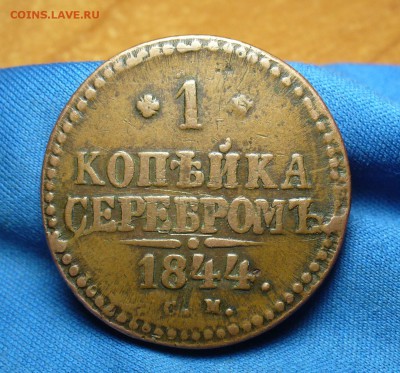 COINS.LAVE.RU
1
КОПѢЙКА
СЕРЕБРОМЪ
1844.
С. М.